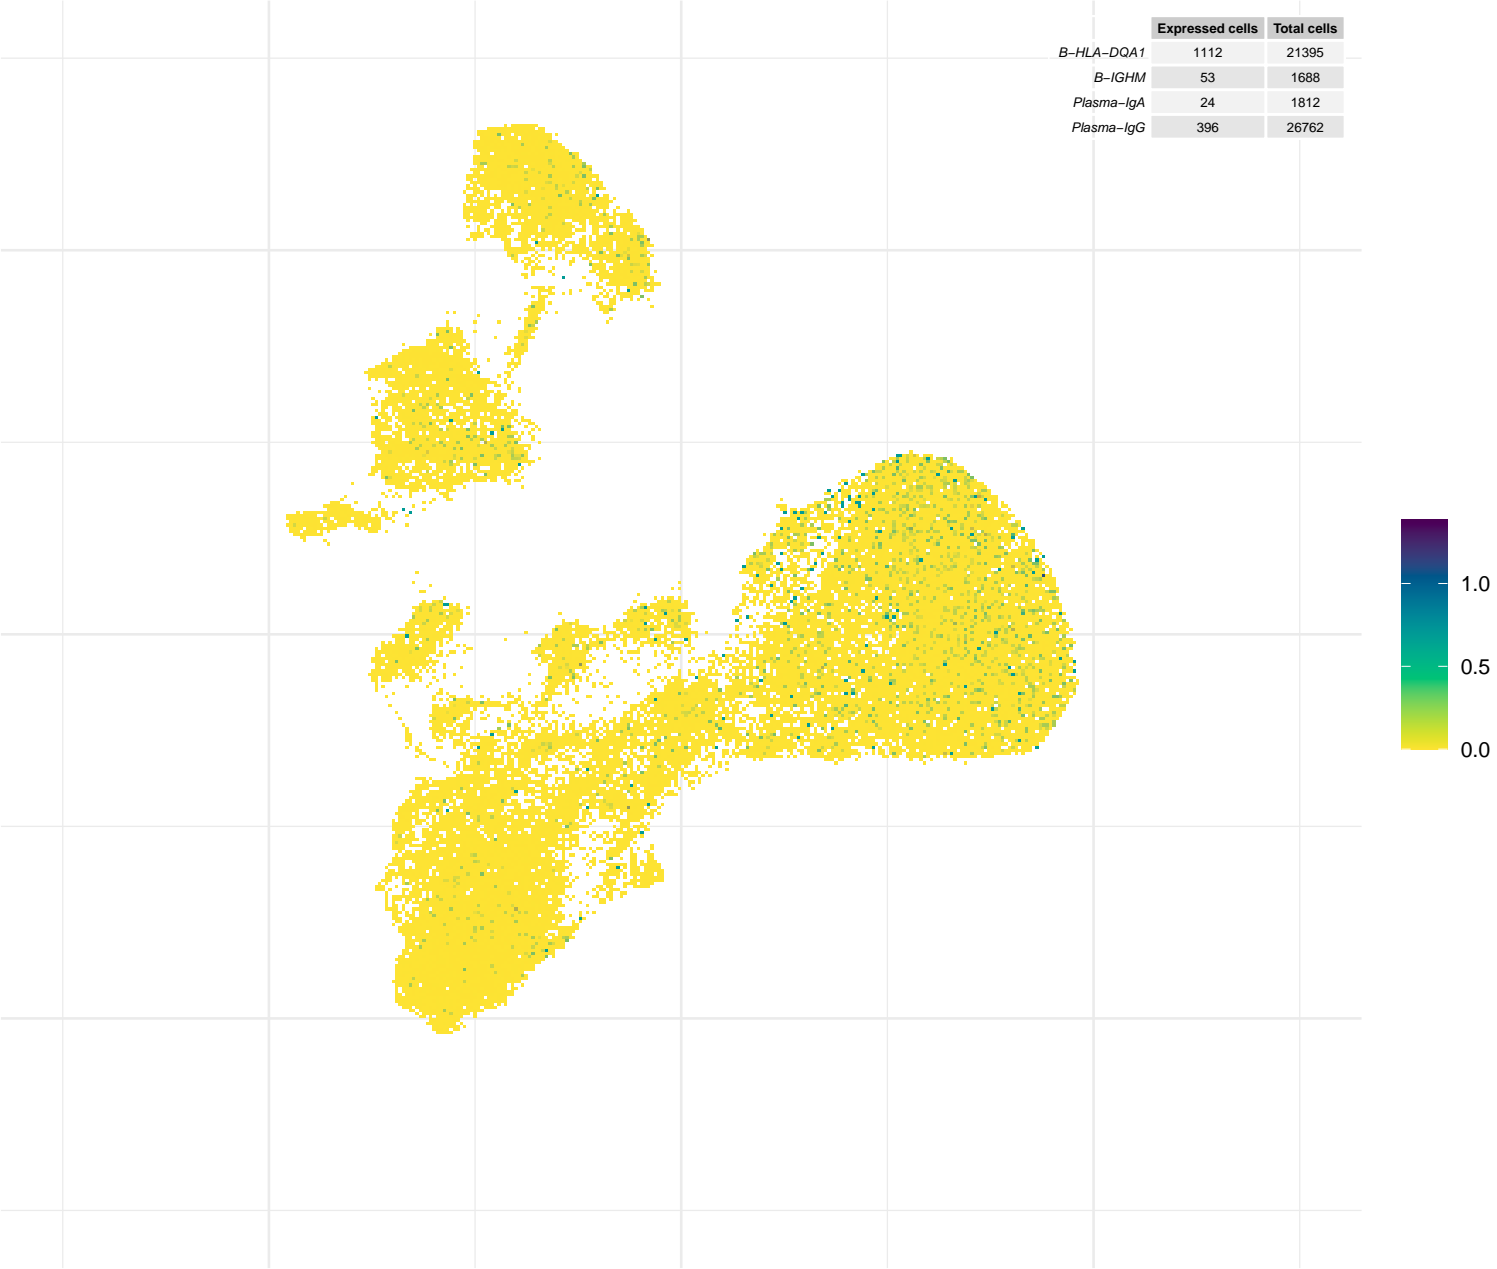 Expressed cells Total cells
B−HLA−DQA1 1112 21395
B−IGHM 53 1688
Plasma−IgA 24 1812
Plasma−IgG 396 26762
1.0
0.5
0.0